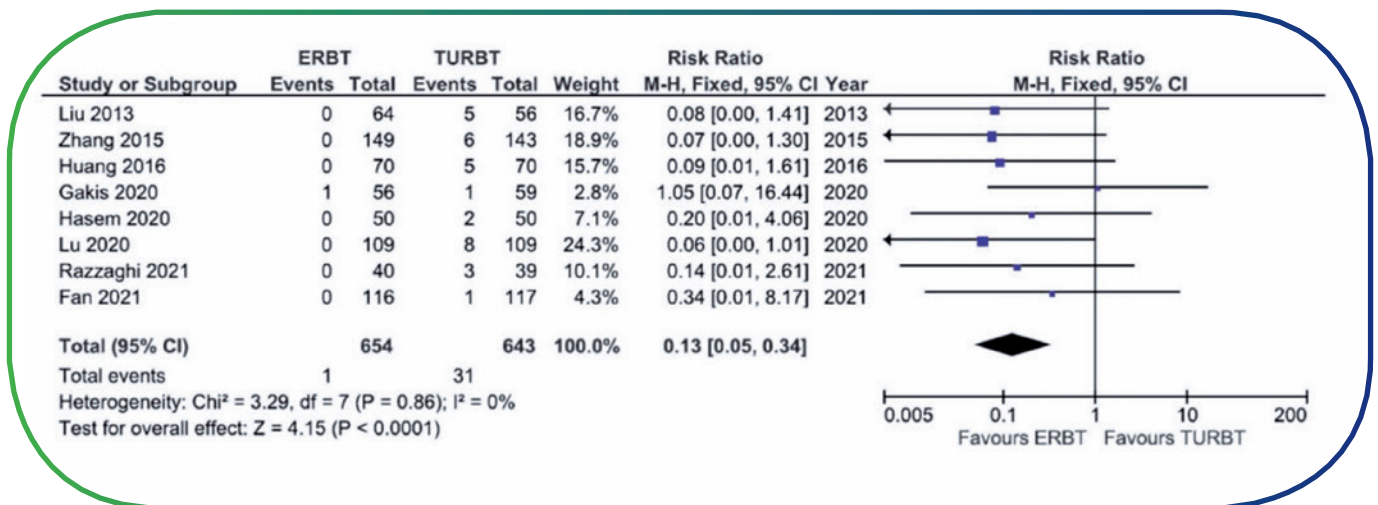 ERBT TURBT Risk Ratio Risk Ratio
Study or Subgroup Events Total Events Total Weight M-H, Fixed, 95% CI Year M-H, Fixed, 95% CI
Liu 2013 0 64 5 56 16.7% 0.08 [0.00, 1.41] 2013
Zhang 2015 0 149 6 143 18.9% 0.07 [0.00, 1.30] 2015
Huang 2016 0 70 5 70 15.7% 0.09 [0.01, 1.61] 2016
Gakis 2020 1 56 1 59 2.8% 1.05 [0.07, 16.44] 2020
Hasem 2020 0 50 2 50 7.1% 0.20 [0.01, 4.06] 2020
Lu 2020 0 109 8 109 24.3% 0.06 [0.00, 1.01] 2020
Razzaghi 2021 0 40 3 39 10.1% 0.14 [0.01, 2.61] 2021
Fan 2021 0 116 1 117 4.3% 0.34 [0.01, 8.17] 2021
Total (95% CI) 654 643 100.0% 0.13 [0.05, 0.34]
Total events 1 31
Heterogeneity: Chi² = 3.29, df = 7 (P = 0.86); I² = 0%
Test for overall effect: Z = 4.15 (P < 0.0001)
0.005 0.1 1 10 200
Favours ERBT Favours TURBT